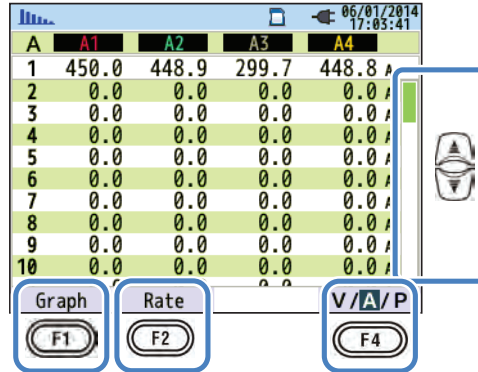 06/01/2014
17:03:41
A A1 A2 A3 A4
1 450.0 448.9 299.7 448.8 A
2 0.0 0.0 0.0 0.0 A
3 0.0 0.0 0.0 0.0 A
4 0.0 0.0 0.0 0.0 A
5 0.0 0.0 0.0 0.0 A
6 0.0 0.0 0.0 0.0 A
7 0.0 0.0 0.0 0.0 A
8 0.0 0.0 0.0 0.0 A
9 0.0 0.0 0.0 0.0 A
10 0.0 0.0 0.0 0.0 A
Graph Rate V/A/P
F1 F2 F4